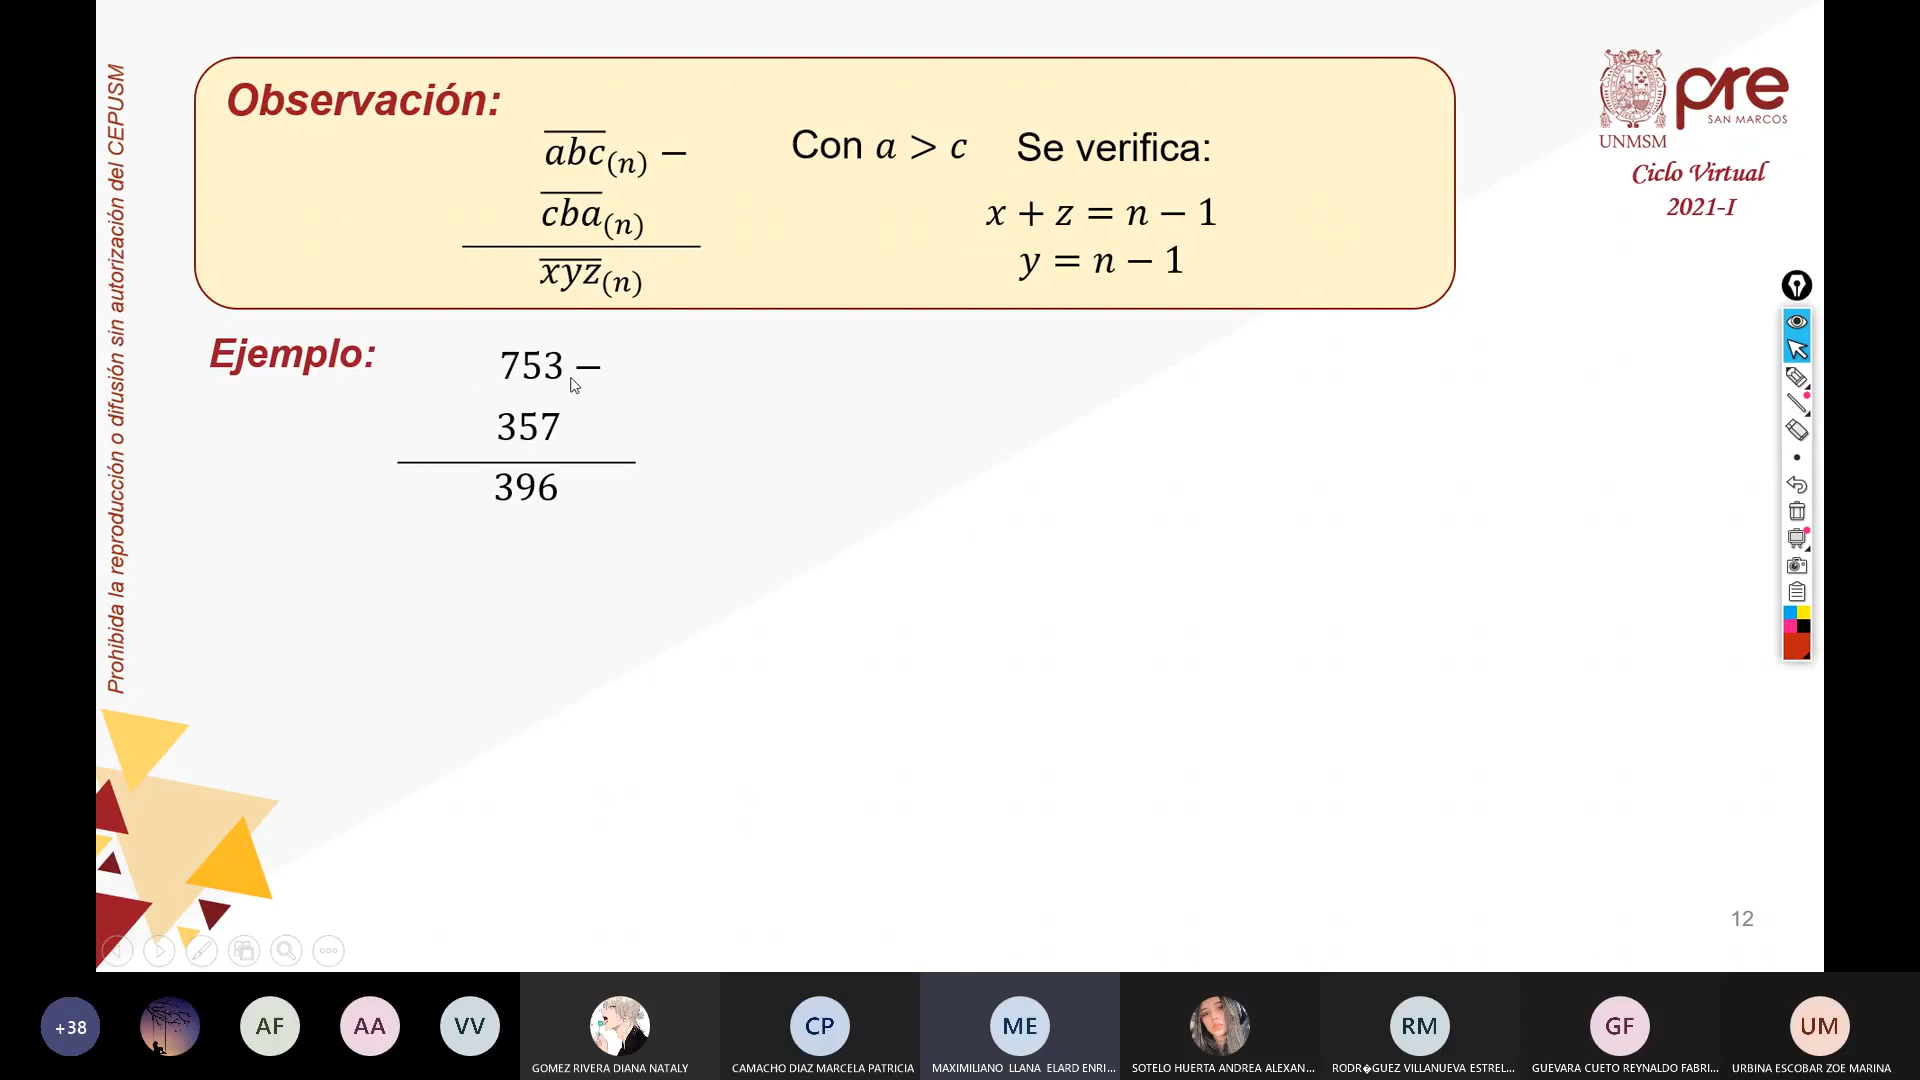 Prohibida la reproducción o difusión sin autorización del CEPUSM
Observación:
abc(n) −
cba(n)
xyz(n)
Con a > c
Se verifica:
x + z = n − 1
y = n − 1
UNMSM
pre
SAN MARCOS
Ciclo Virtual
2021-I
Ejemplo:
753 −
357
396
12
+38
AF
AA
VV
GOMEZ RIVERA DIANA NATALY
CP
CAMACHO DIAZ MARCELA PATRICIA
ME
MAXIMILIANO LLANA ELARD ENRI...
SOTELO HUERTA ANDREA ALEXAN...
RM
RODR�GUEZ VILLANUEVA ESTREL...
GF
GUEVARA CUETO REYNALDO FABRI...
UM
URBINA ESCOBAR ZOE MARINA